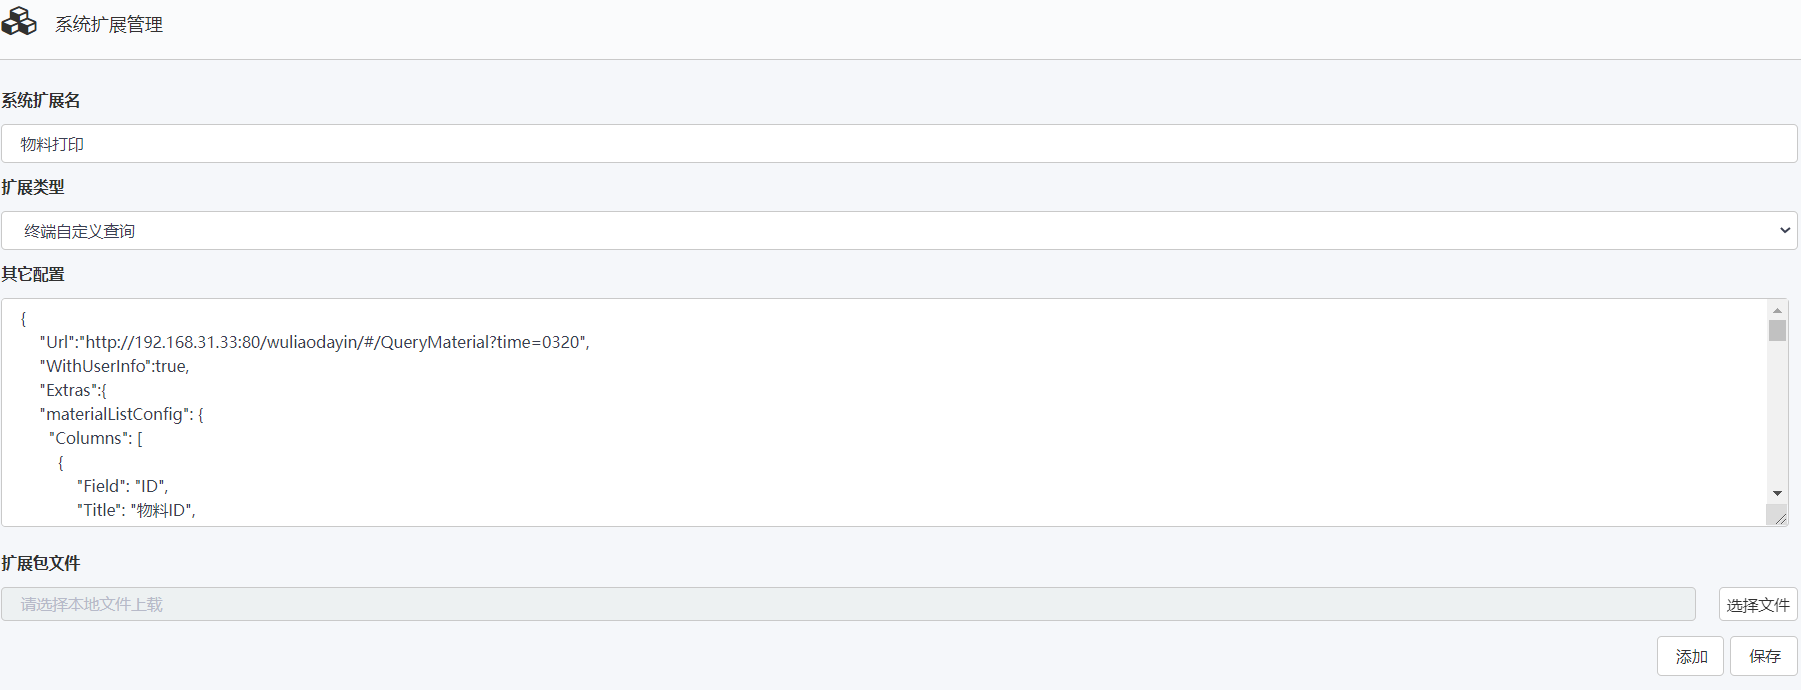 系统扩展管理
系统扩展名
物料打印
扩展类型
终端自定义查询
其它配置
{
"Url":"http://192.168.31.33:80/wuliaodayin/#/QueryMaterial?time=0320",
"WithUserInfo":true,
"Extras":{
"materialListConfig": {
"Columns": [
{
"Field": "ID",
"Title": "物料ID",
扩展包文件
请选择本地文件上载
选择文件
添加
保存